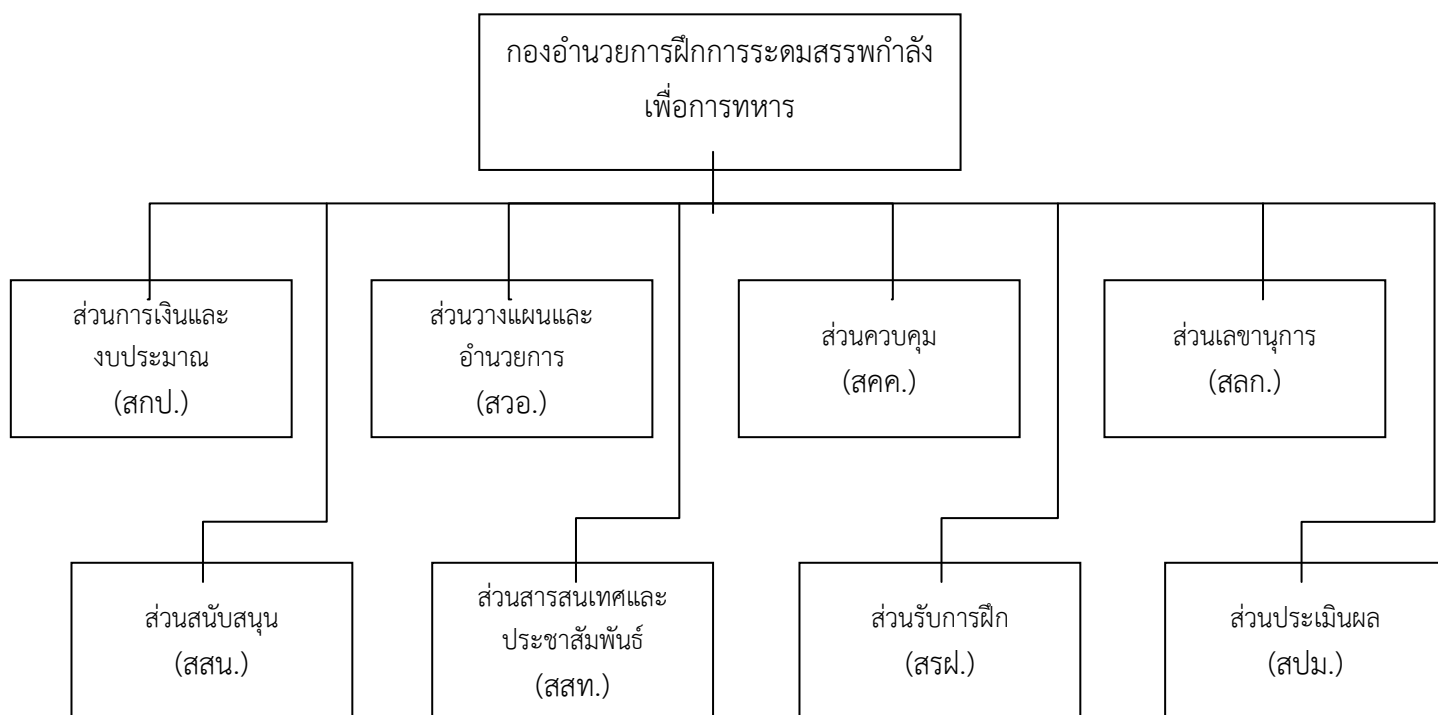 กองอำนวยการฝึกการระดมสรรพกำลัง
เพื่อการทหาร
ส่วนการเงินและ
งบประมาณ
(สกป.)
ส่วนวางแผนและ
อำนวยการ
(สวอ.)
ส่วนควบคุม
(สคค.)
ส่วนเลขานุการ
(สลก.)
ส่วนสนับสนุน
(สสน.)
ส่วนสารสนเทศและ
ประชาสัมพันธ์
(สสท.)
ส่วนรับการฝึก
(สรฝ.)
ส่วนประเมินผล
(สปม.)